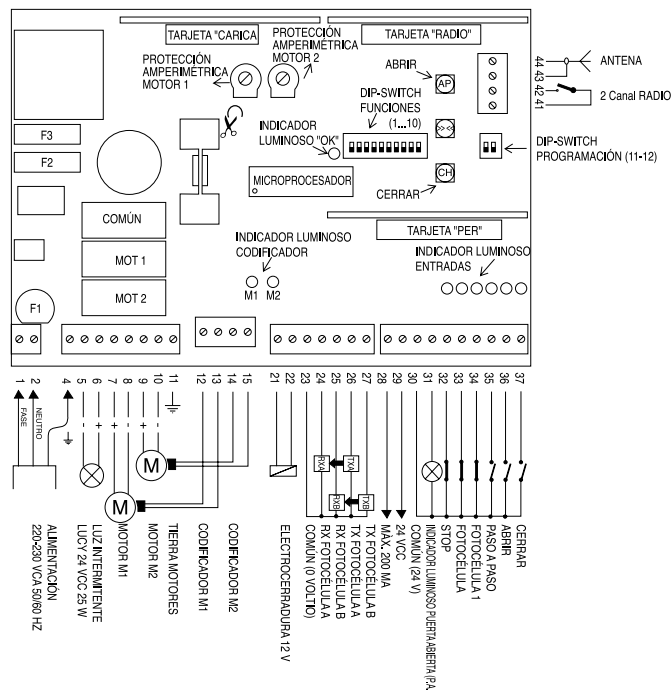 TARJETA "CARICA
TARJETA "RADIO"
PROTECCIÓN
AMPERIMÉTRICA
MOTOR 1
PROTECCIÓN
AMPERIMÉTRICA
MOTOR 2
ABRIR
AP
44
43
42
41
ANTENA
2 Canal RADIO
DIP-SWITCH
FUNCIONES
(1...10)
INDICADOR
LUMINOSO "OK"
>><<
DIP-SWITCH
PROGRAMACIÓN (11-12)
F3
F2
MICROPROCESADOR
CERRAR
CH
COMÚN
MOT 1
MOT 2
TARJETA "PER"
INDICADOR LUMINOSO
CODIFICADOR
INDICADOR LUMINOSO
ENTRADAS
M1 M2
F1
1
2
4
5
6
7
8
9
10
11
12
13
14
15
21
22
23
24
25
26
27
28
29
30
31
32
33
34
35
36
37
FASE
NEUTRO
- + - + + -
M
M
RXA
TXA
RXB
TXB
ALIMENTACIÓN
220-230 VCA 50/60 HZ
LUZ INTERMITENTE
LUCY 24 VCC 25 W
MOTOR M1
MOTOR M2
TIERRA MOTORES
CODIFICADOR M1
CODIFICADOR M2
ELECTROCERRADURA 12 V
COMÚN (0 VOLTIO)
RX FOTOCÉLULA A
RX FOTOCÉLULA B
TX FOTOCÉLULA A
TX FOTOCÉLULA B
MÁX. 200 MA
24 VCC
COMÚN (24 V)
INDICADOR LUMINOSO PUERTA ABIERTA (P.A.
STOP
FOTOCÉLULA
FOTOCÉLULA 1
PASO A PASO
ABRIR
CERRAR